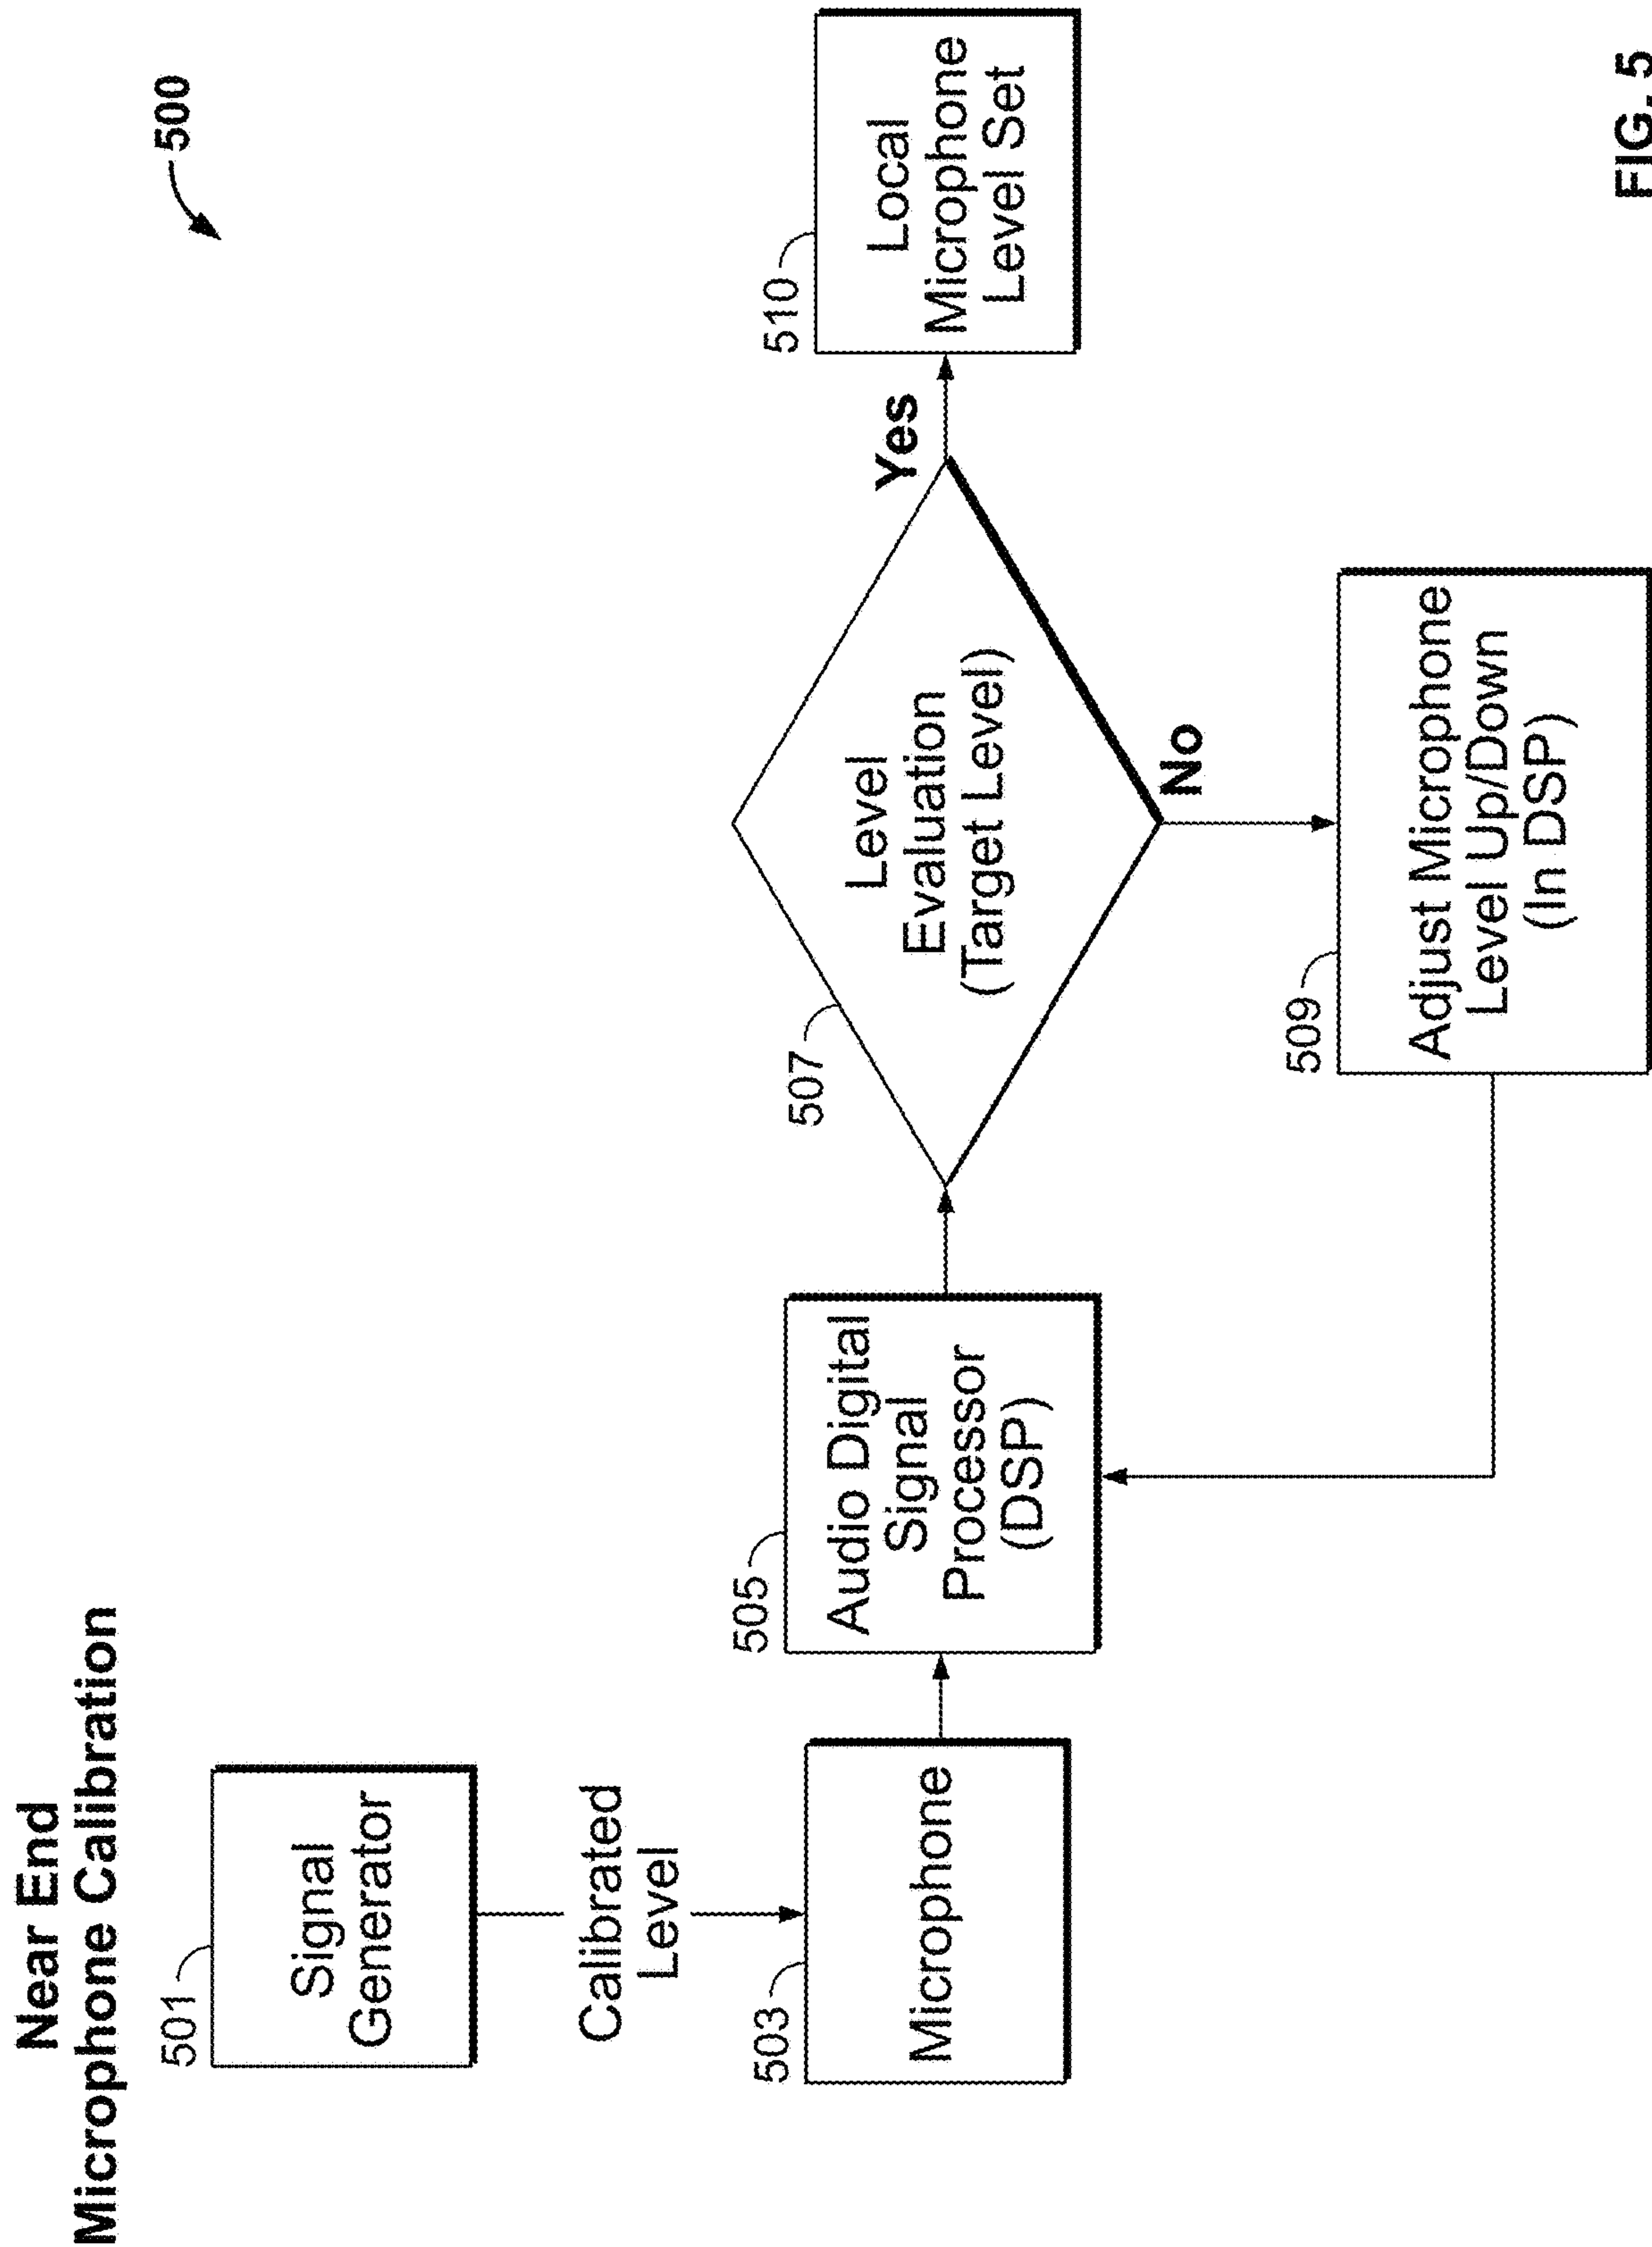 Near End
Microphone Calibration
500
501
Signal
Generator
Calibrated
Level
503
Microphone
505
Audio Digital
Signal
Processor
(DSP)
507
Level
Evaluation
(Target Level)
Yes
510
Local
Microphone
Level Set
No
509
Adjust Microphone
Level Up/Down
(In DSP)
FIG. 5